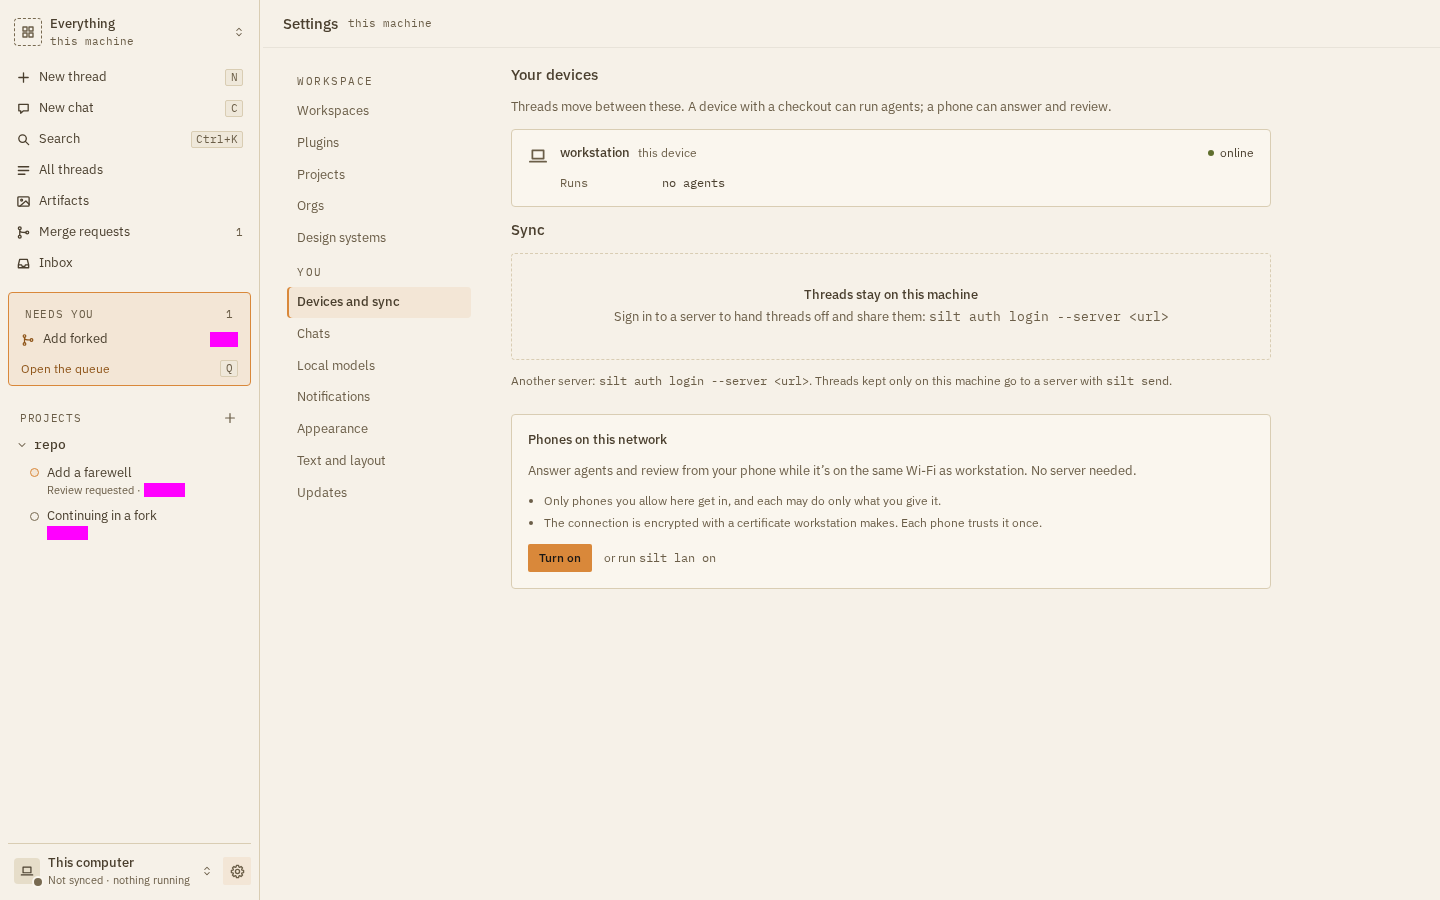 Everything
this machine
New thread N
New chat C
Search Ctrl+K
All threads
Artifacts
Merge requests 1
Inbox
NEEDS YOU 1
Add forked
Open the queue Q
PROJECTS
repo
Add a farewell
Review requested ·
Continuing in a fork
This computer
Not synced · nothing running
Settings this machine
WORKSPACE
Workspaces
Plugins
Projects
Orgs
Design systems
YOU
Devices and sync
Chats
Local models
Notifications
Appearance
Text and layout
Updates
Your devices
Threads move between these. A device with a checkout can run agents; a phone can answer and review.
workstation this device online
Runs no agents
Sync
Threads stay on this machine
Sign in to a server to hand threads off and share them: silt auth login --server <url>
Another server: silt auth login --server <url>. Threads kept only on this machine go to a server with silt send.
Phones on this network
Answer agents and review from your phone while it’s on the same Wi-Fi as workstation. No server needed.
• Only phones you allow here get in, and each may do only what you give it.
• The connection is encrypted with a certificate workstation makes. Each phone trusts it once.
Turn on or run silt lan on